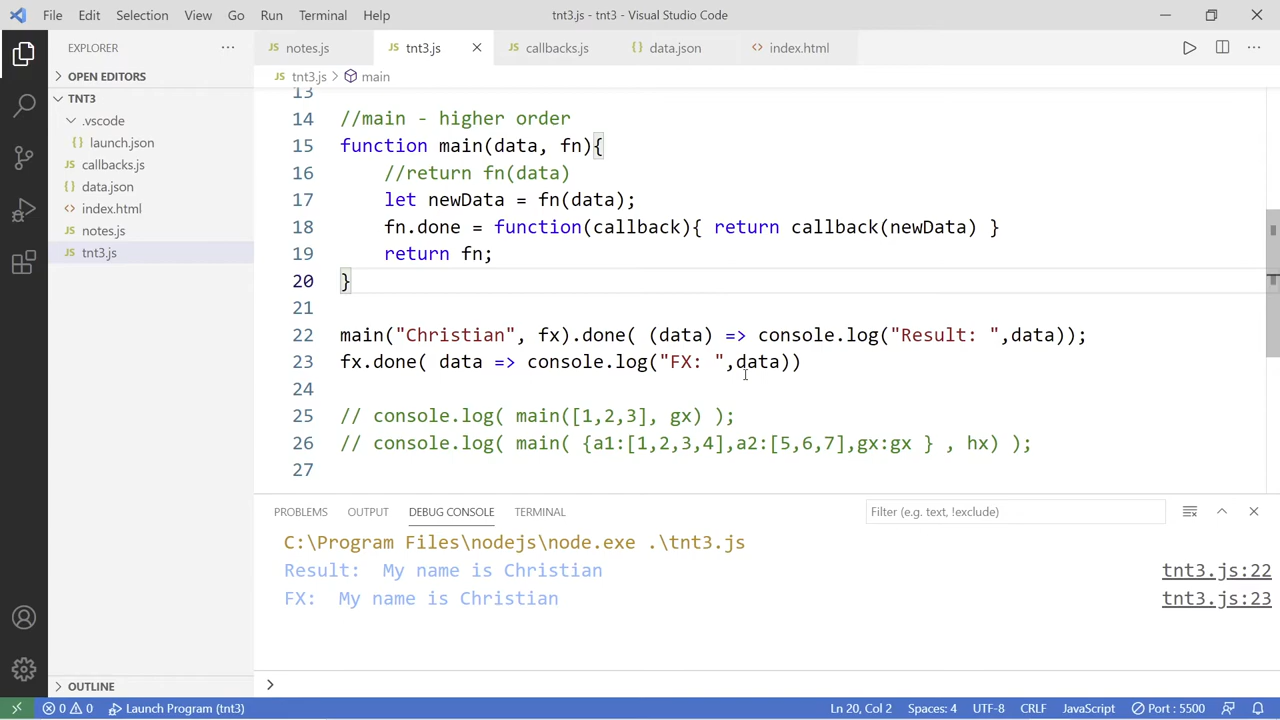 File Edit Selection View Go Run Terminal Help tnt3.js - tnt3 - Visual Studio Code
EXPLORER
notes.js tnt3.js callbacks.js data.json index.html
OPEN EDITORS
TNT3
.vscode
launch.json
callbacks.js
data.json
index.html
notes.js
tnt3.js
OUTLINE
tnt3.js > main
13
14 //main - higher order
15 function main(data, fn){
16 //return fn(data)
17 let newData = fn(data);
18 fn.done = function(callback){ return callback(newData) }
19 return fn;
20 }
21
22 main("Christian", fx).done( (data) => console.log("Result: ",data));
23 fx.done( data => console.log("FX: ",data))
24
25 // console.log( main([1,2,3], gx) );
26 // console.log( main( {a1:[1,2,3,4],a2:[5,6,7],gx:gx } , hx) );
27
PROBLEMS OUTPUT DEBUG CONSOLE TERMINAL Filter (e.g. text, !exclude)
C:\Program Files\nodejs\node.exe .\tnt3.js
Result:  My name is Christian tnt3.js:22
FX:  My name is Christian tnt3.js:23
0 0 Launch Program (tnt3) Ln 20, Col 2 Spaces: 4 UTF-8 CRLF JavaScript Port : 5500